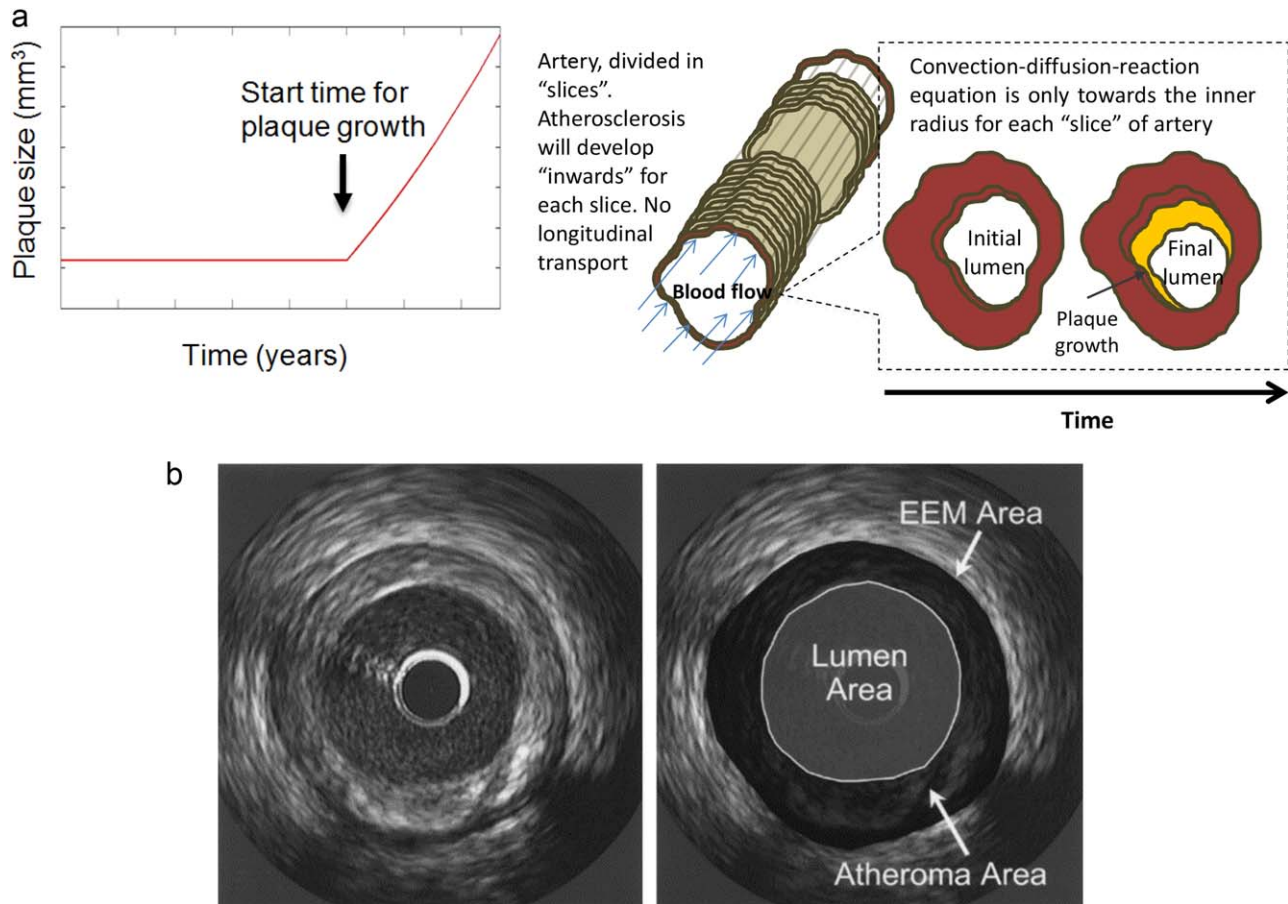 a
Plaque size (mm³)
Start time for
plaque growth
Time (years)
Artery, divided in
“slices”.
Atherosclerosis
will develop
“inwards” for
each slice. No
longitudinal
transport
Blood flow
Convection-diffusion-reaction
equation is only towards the inner
radius for each “slice” of artery
Initial
lumen
Final
lumen
Plaque
growth
Time
b
EEM Area
Lumen
Area
Atheroma Area